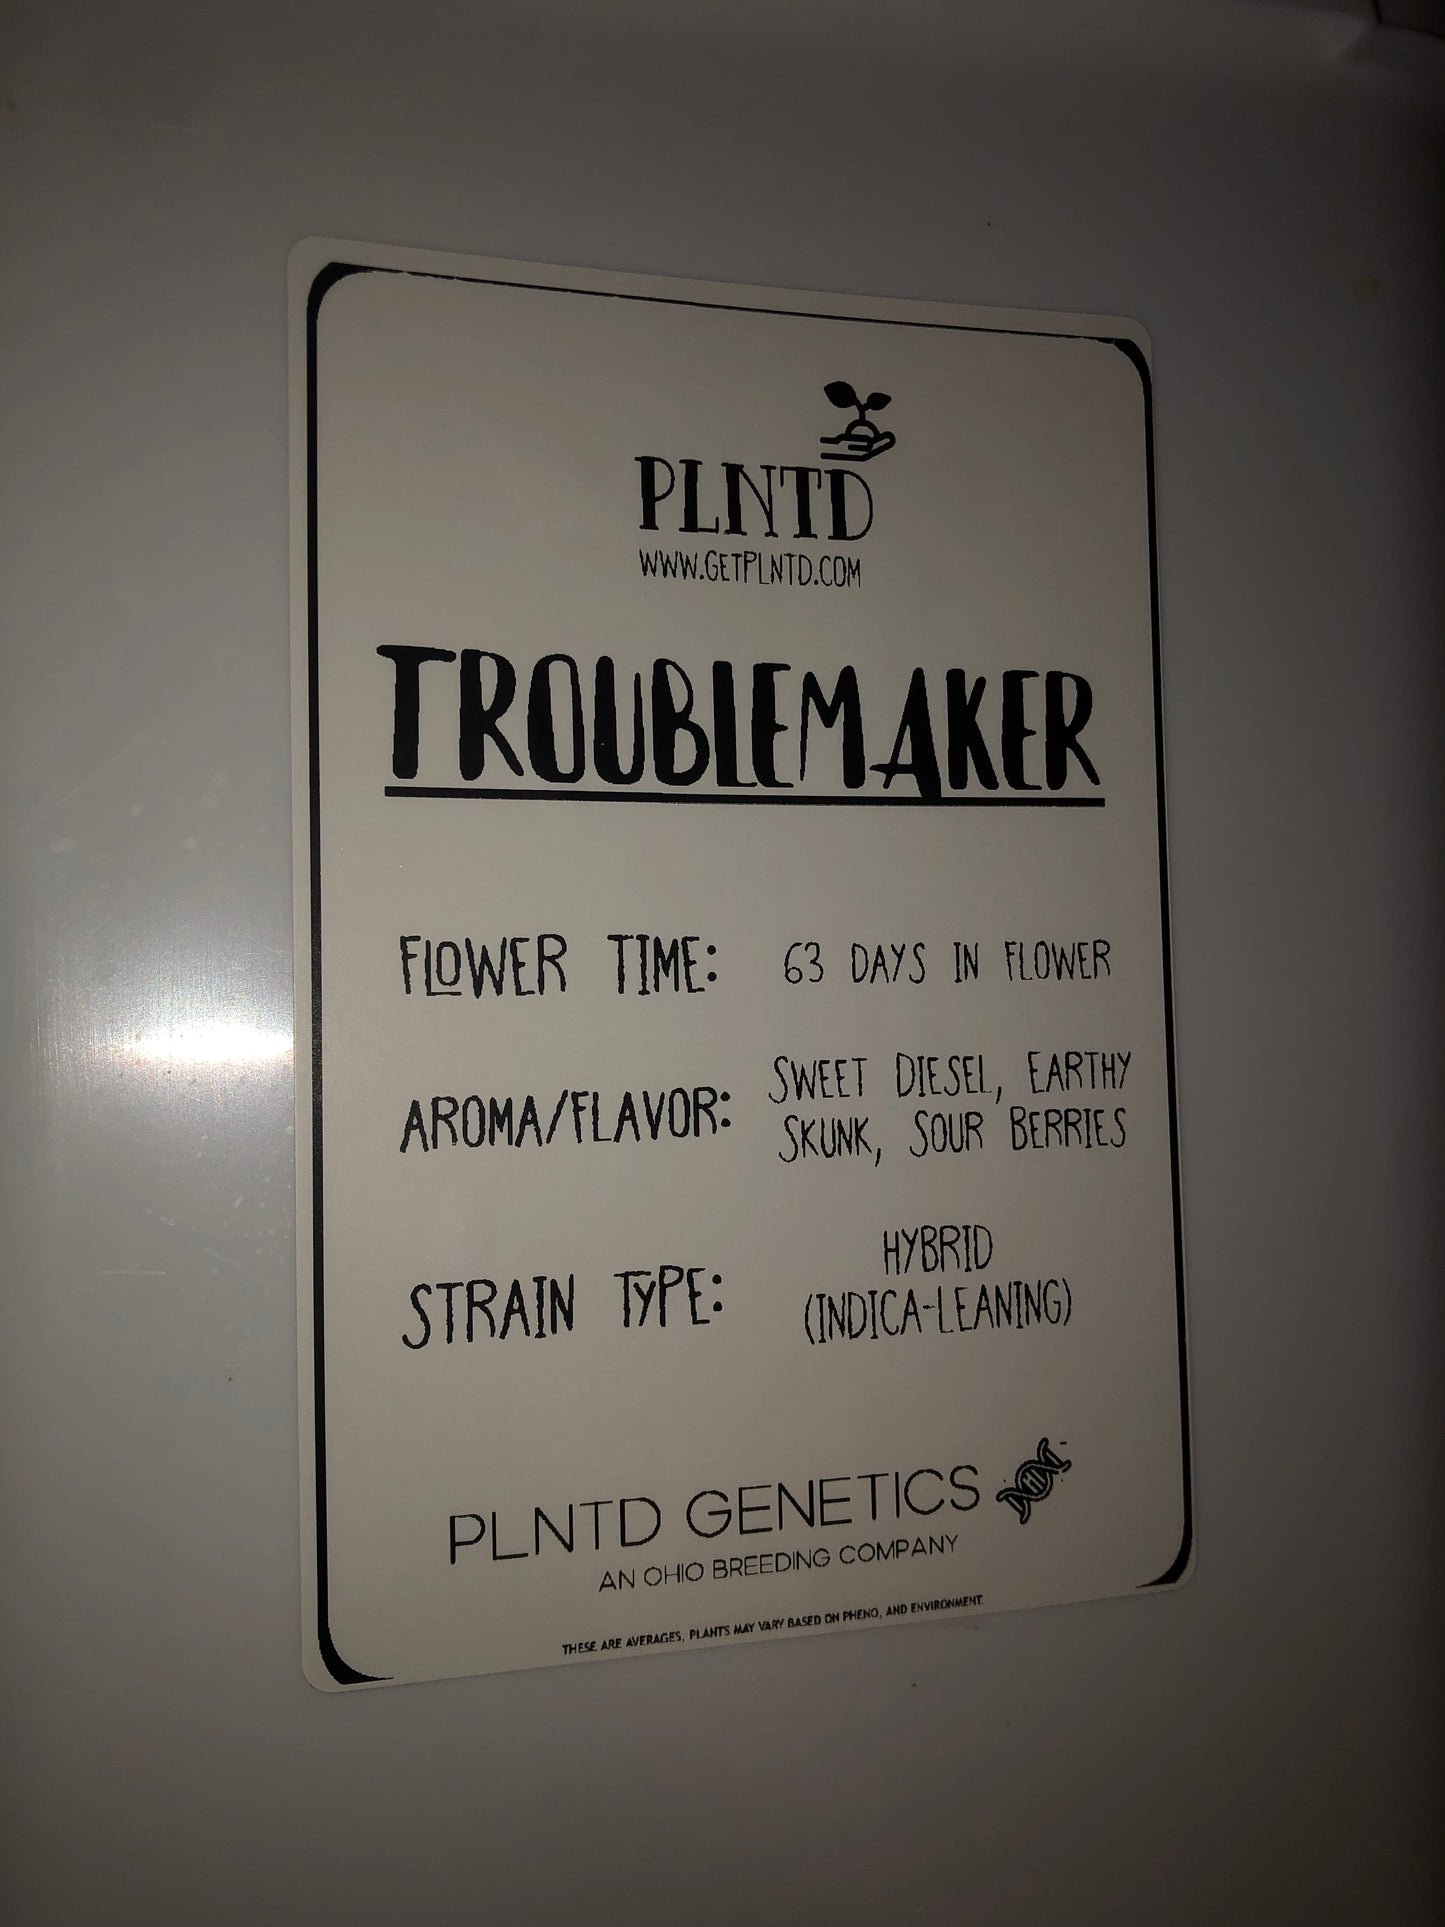 PLNTD
WWW.GETPLNTD.COM
TROUBLEMAKER
FLOWER TIME: 63 DAYS IN FLOWER
AROMA/FLAVOR: SWEET DIESEL, EARTHY
SKUNK, SOUR BERRIES
STRAIN TYPE: HYBRID
(INDICA-LEANING)
PLNTD GENETICS
AN OHIO BREEDING COMPANY
THESE ARE AVERAGES, PLANTS MAY VARY BASED ON PHENO, AND ENVIRONMENT.